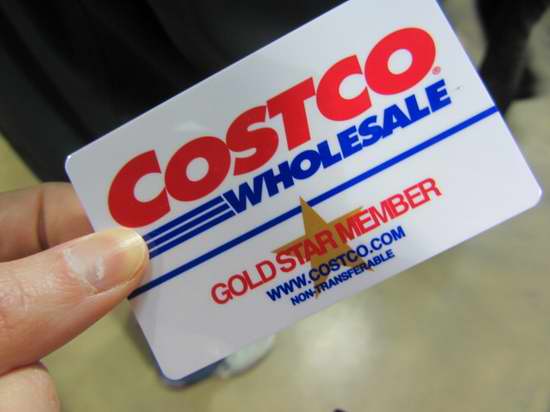 COSTCO®
WHOLESALE
GOLD STAR MEMBER
WWW.COSTCO.COM
NON-TRANSFERABLE